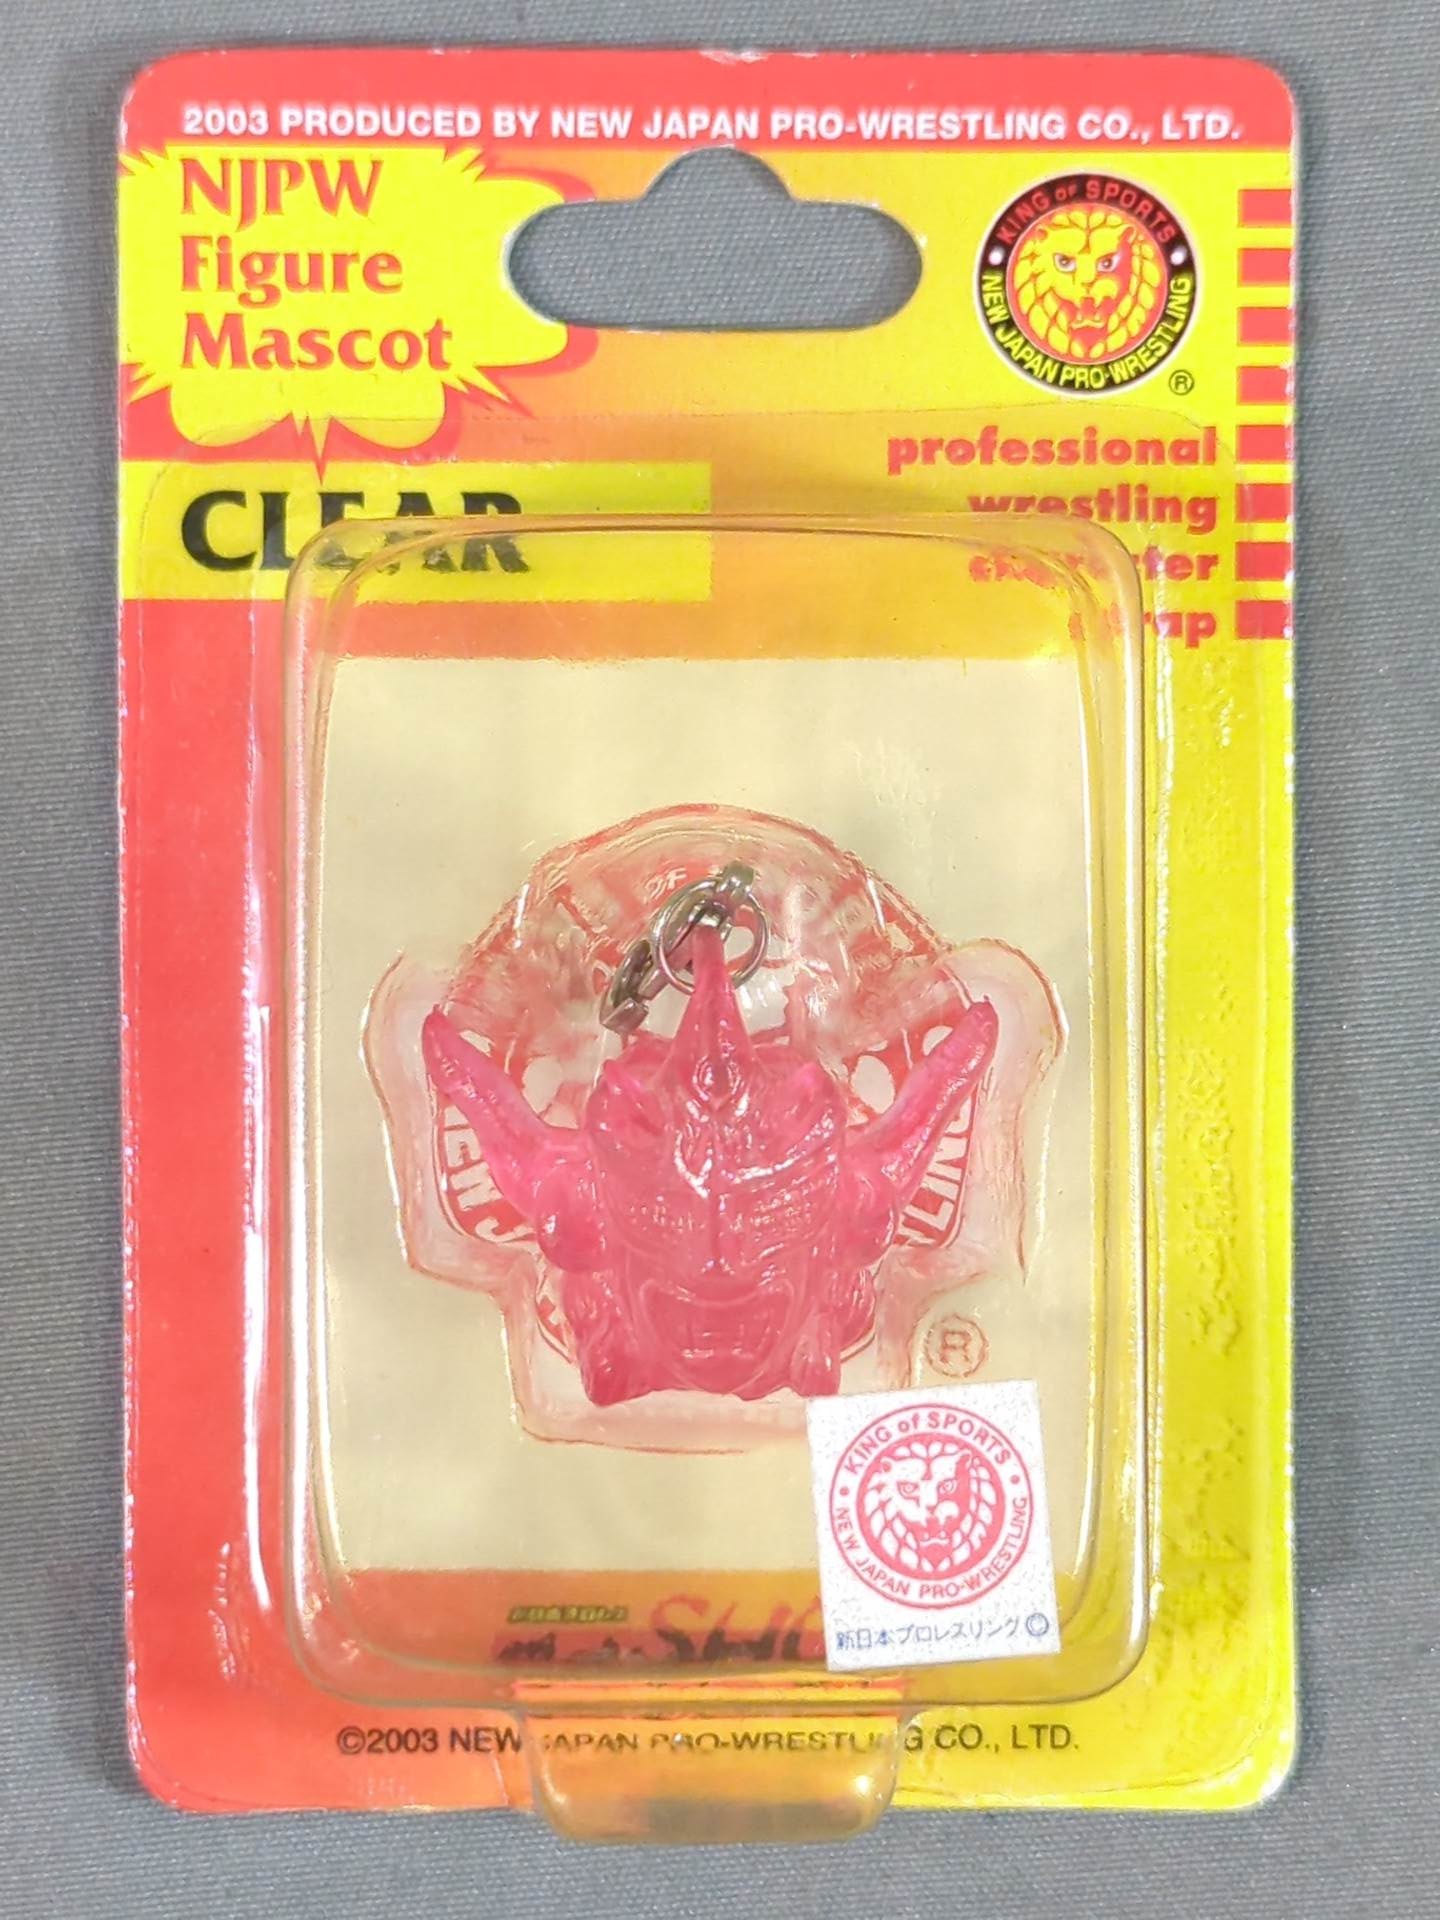 2003 PRODUCED BY NEW JAPAN PRO-WRESTLING CO., LTD.
NJPW
Figure
Mascot
KING OF SPORTS
NEW JAPAN PRO-WRESTLING
®
professional
wrestling
character
strap
CLEAR
®
KING of SPORTS
NEW JAPAN PRO-WRESTLING
新日本プロレスリング©
©2003 NEW JAPAN PRO-WRESTLING CO., LTD.